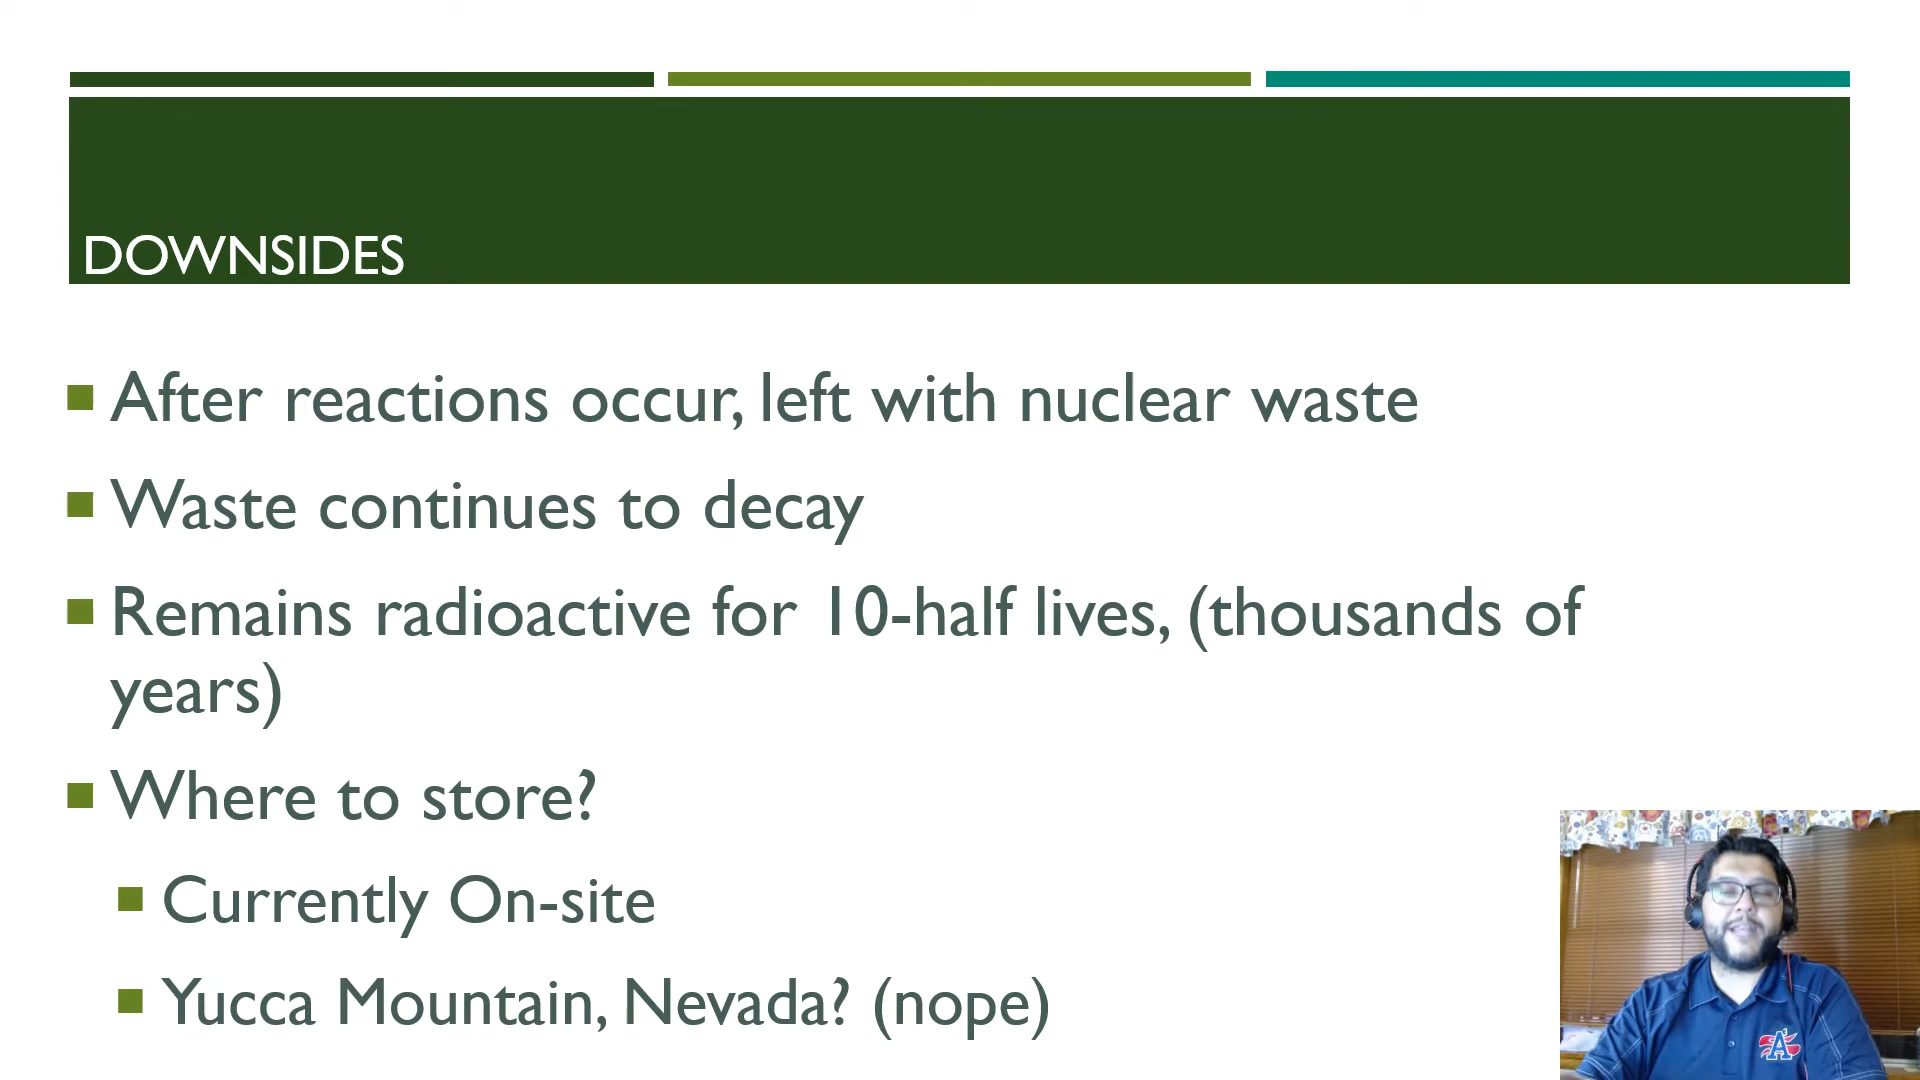 DOWNSIDES
After reactions occur, left with nuclear waste
Waste continues to decay
Remains radioactive for 10-half lives, (thousands of
years)
Where to store?
Currently On-site
Yucca Mountain, Nevada? (nope)
A